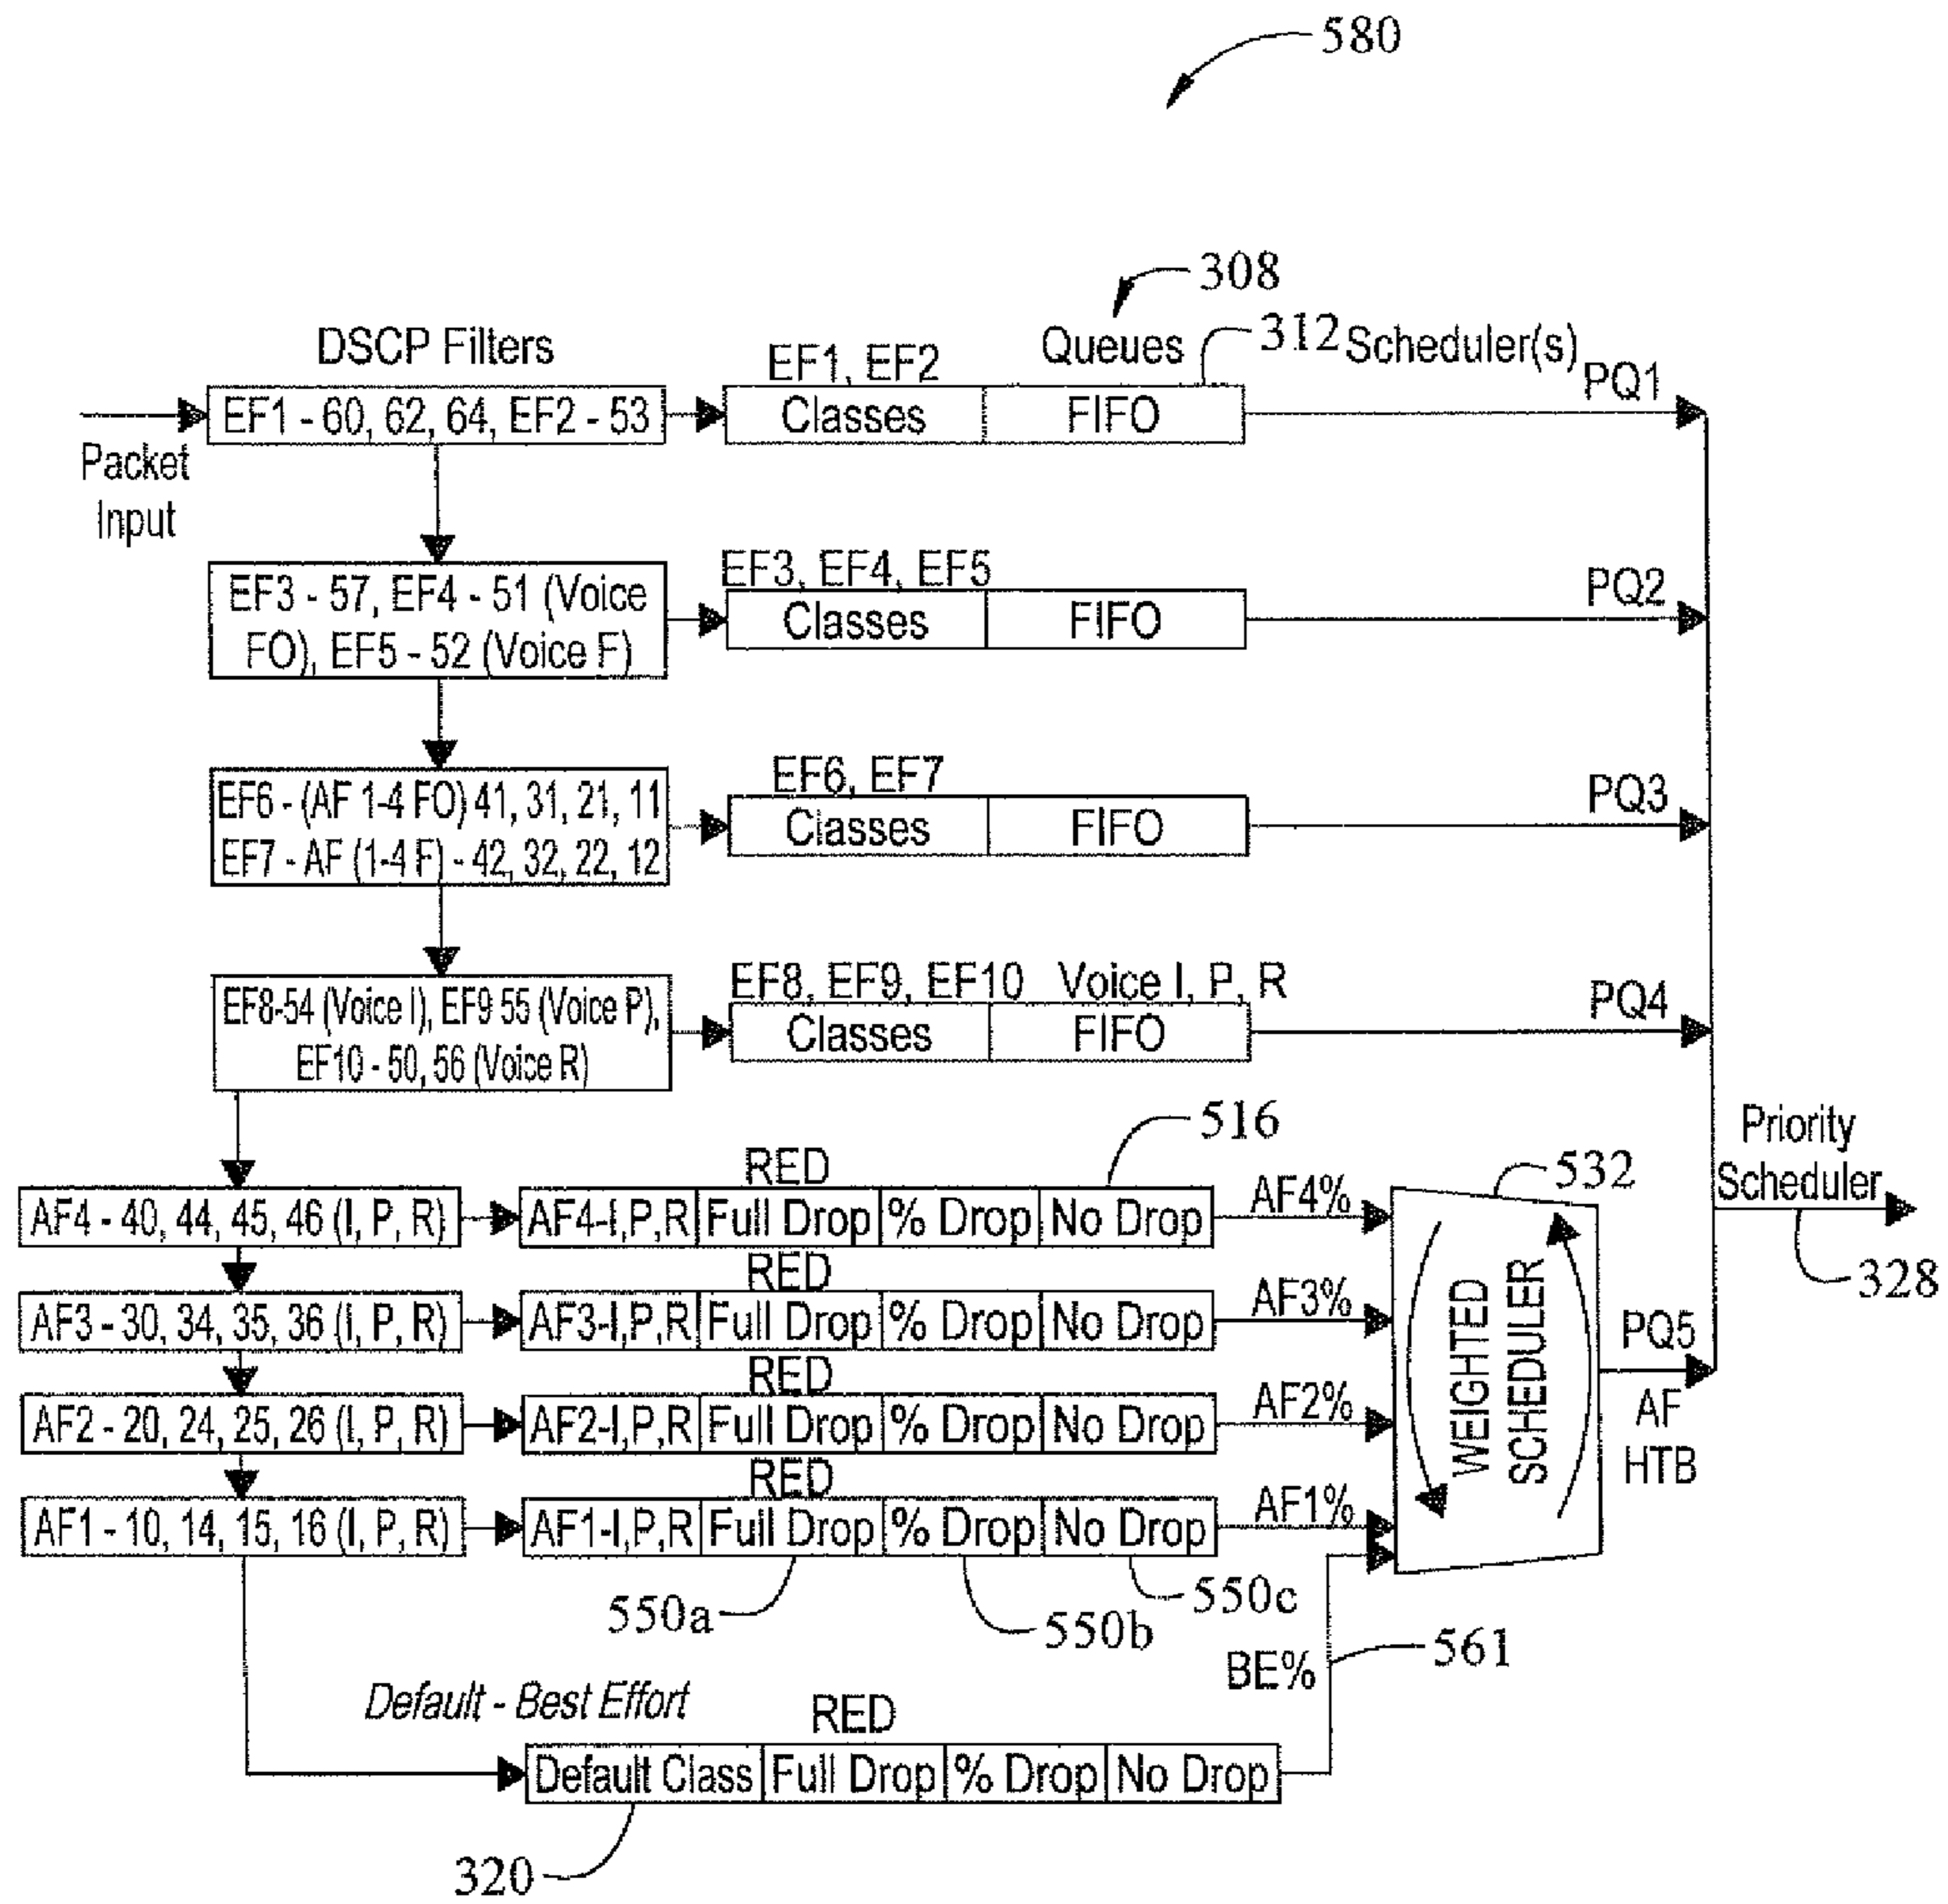 580
308
DSCP Filters
Queues
312
Scheduler(s)
EF1, EF2
PQ1
EF1 - 60, 62, 64, EF2 - 53
Classes
FIFO
Packet
Input
EF3, EF4, EF5
PQ2
EF3 - 57, EF4 - 51 (Voice
FO), EF5 - 52 (Voice F)
Classes
FIFO
EF6, EF7
PQ3
EF6 - (AF 1-4 FO) 41, 31, 21, 11
EF7 - AF (1-4 F) - 42, 32, 22, 12
Classes
FIFO
EF8, EF9, EF10 Voice I, P, R
PQ4
EF8-54 (Voice I), EF9 55 (Voice P),
EF10 - 50, 56 (Voice R)
Classes
FIFO
516
Priority
Scheduler
328
RED
532
AF4 - 40, 44, 45, 46 (I, P, R)
AF4-I,P,R
Full Drop
% Drop
No Drop
AF4%
RED
AF3 - 30, 34, 35, 36 (I, P, R)
AF3-I,P,R
Full Drop
% Drop
No Drop
AF3%
WEIGHTED
SCHEDULER
PQ5
AF
HTB
RED
AF2 - 20, 24, 25, 26 (I, P, R)
AF2-I,P,R
Full Drop
% Drop
No Drop
AF2%
RED
AF1 - 10, 14, 15, 16 (I, P, R)
AF1-I,P,R
Full Drop
% Drop
No Drop
AF1%
550a
550b
550c
561
BE%
Default - Best Effort
RED
Default Class
Full Drop
% Drop
No Drop
320